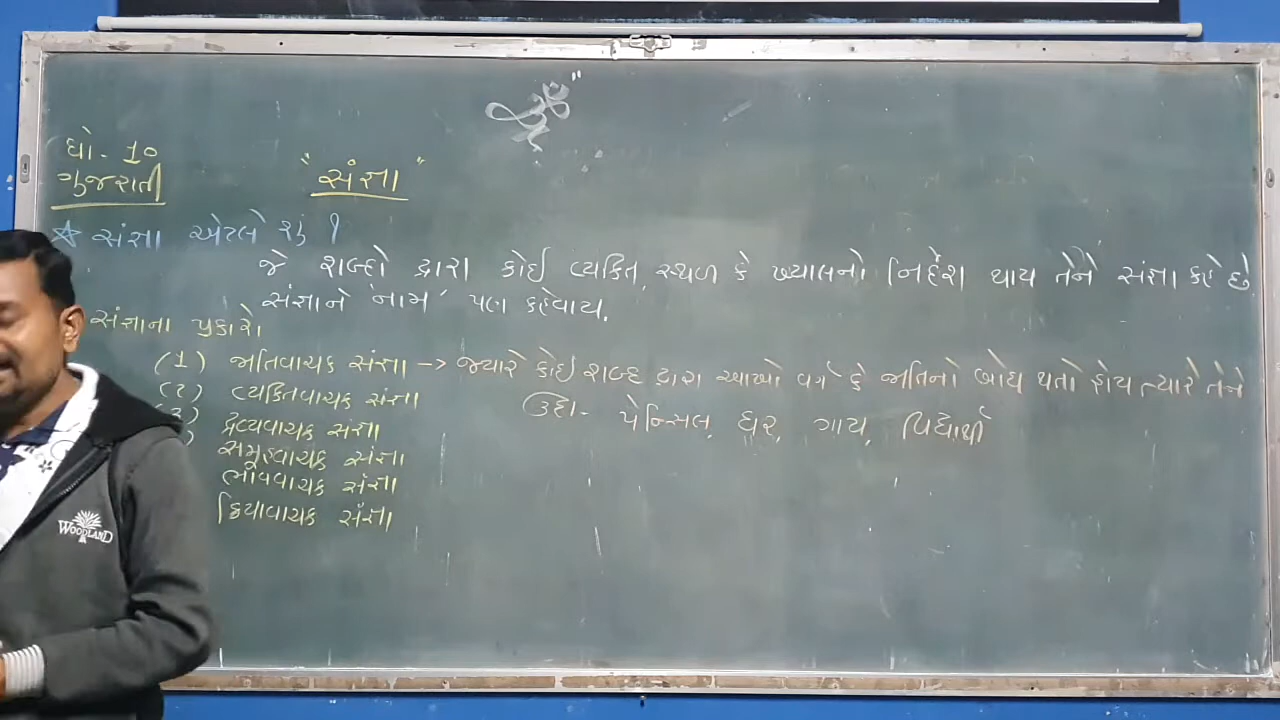 ધો. 10
ગુજરાતી
"સંજ્ઞા"
સંજ્ઞા એટલે શું ?
જે શબ્દો દ્વારા કોઈ વ્યકિત, સ્થળ કે ખ્યાલનો નિર્દેશ થાય તેને સંજ્ઞા કહે છે
સંજ્ઞાને 'નામ' પણ કહેવાય.
સંજ્ઞાના પ્રકારો
(1) જાતિવાચક સંજ્ઞા → જ્યારે કોઈ શબ્દ દ્વારા આખો વર્ગ કે જાતિનો બોધ થતો હોય ત્યારે તેને
ઉદા- પેન્સિલ, ઘર, ગાય, વિદ્યાર્થી
(2) વ્યકિતવાચક સંજ્ઞા
દ્રવ્યવાચક સંજ્ઞા
સમૂહવાચક સંજ્ઞા
ભાવવાચક સંજ્ઞા
ક્રિયાવાચક સંજ્ઞા
WOODLAND